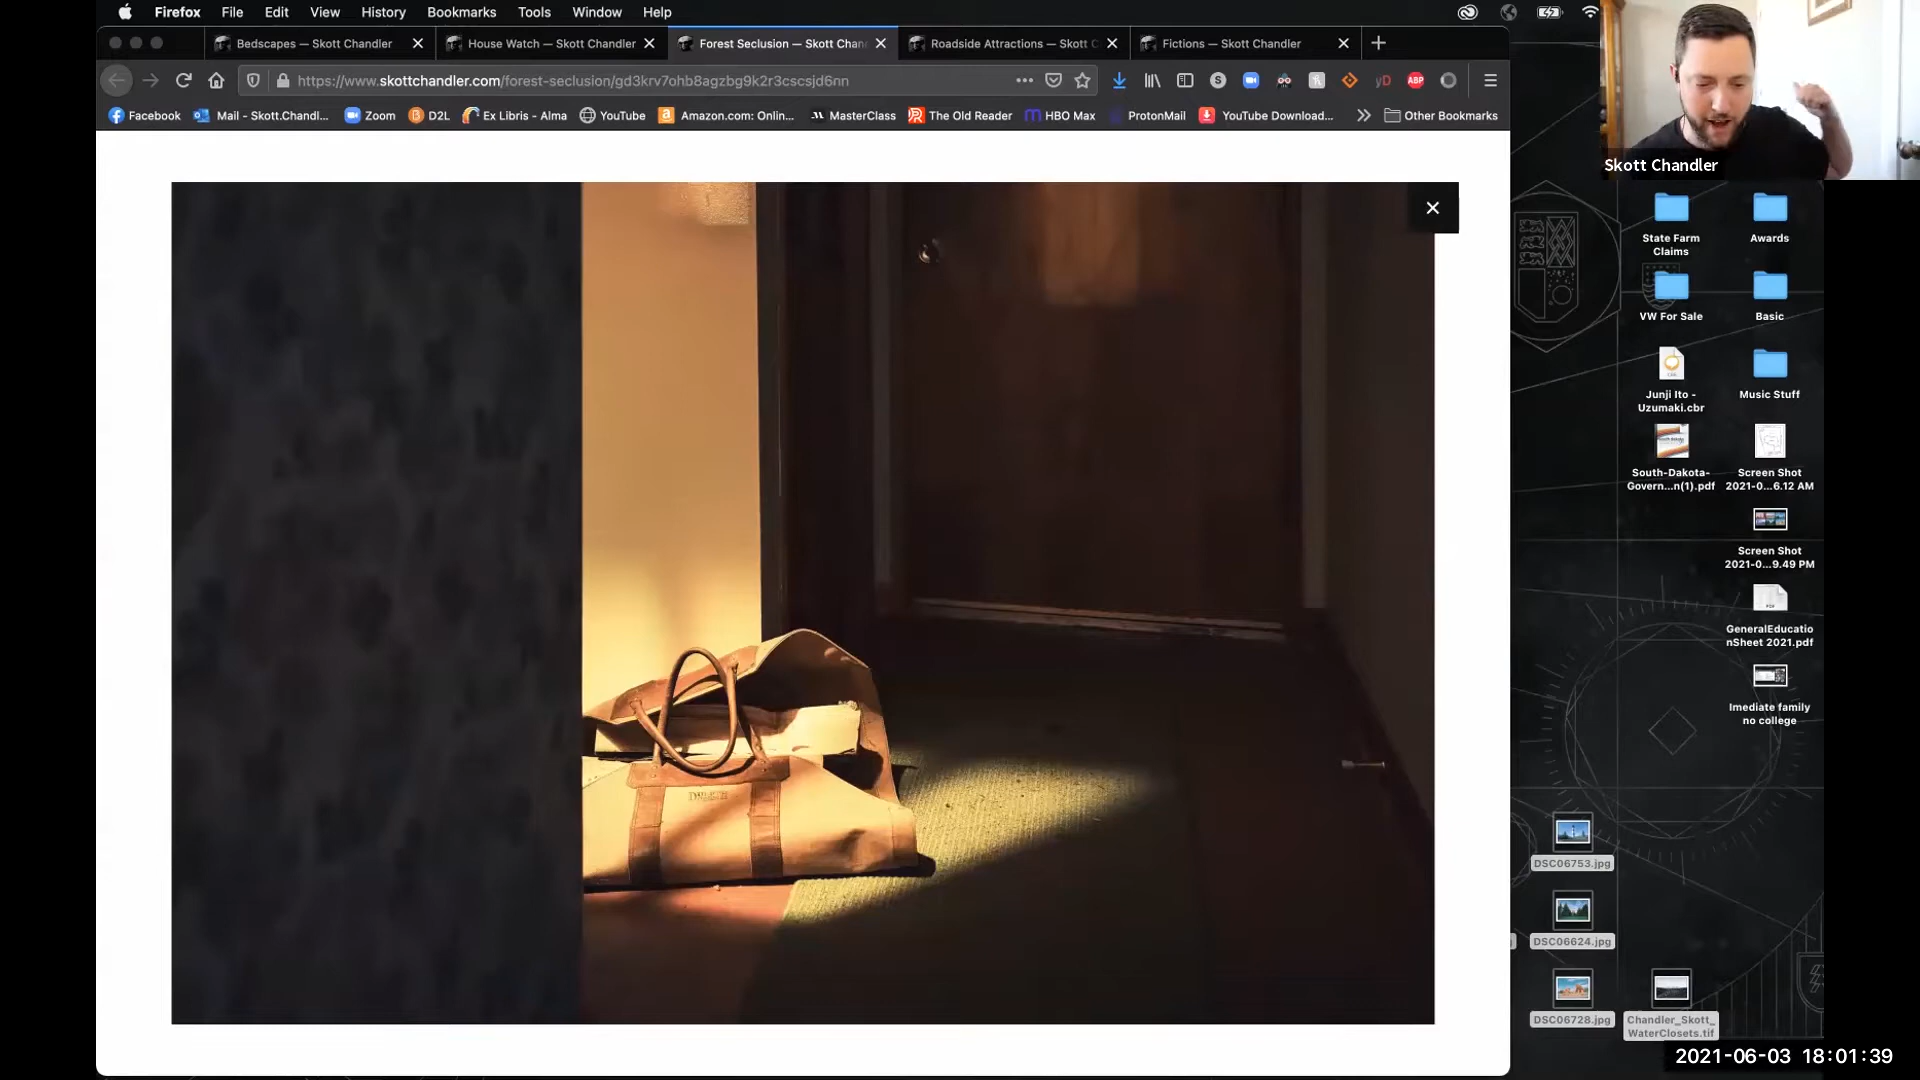 Firefox File Edit View History Bookmarks Tools Window Help
Bedscapes — Skott Chandler
House Watch — Skott Chandler
Forest Seclusion — Skott Chan
Roadside Attractions — Skott C
Fictions — Skott Chandler
https://www.skottchandler.com/forest-seclusion/gd3krv7ohb8agzbg9k2r3cscsjd6nn
S
yD
ABP
Facebook
Mail - Skott.Chandl...
Zoom
D2L
Ex Libris - Alma
YouTube
Amazon.com: Onlin...
MasterClass
The Old Reader
HBO Max
ProtonMail
YouTube Download...
Other Bookmarks
Skott Chandler
State Farm
Claims
Awards
VW For Sale
Basic
Junji Ito -
Uzumaki.cbr
Music Stuff
South-Dakota-
Govern...n(1).pdf
Screen Shot
2021-0...6.12 AM
Screen Shot
2021-0...9.49 PM
PDF
GeneralEducatio
nSheet 2021.pdf
Imediate family
no college
DSC06753.jpg
DSC06624.jpg
DSC06728.jpg
Chandler_Skott_
WaterClosets.tif
2021-06-03 18:01:39